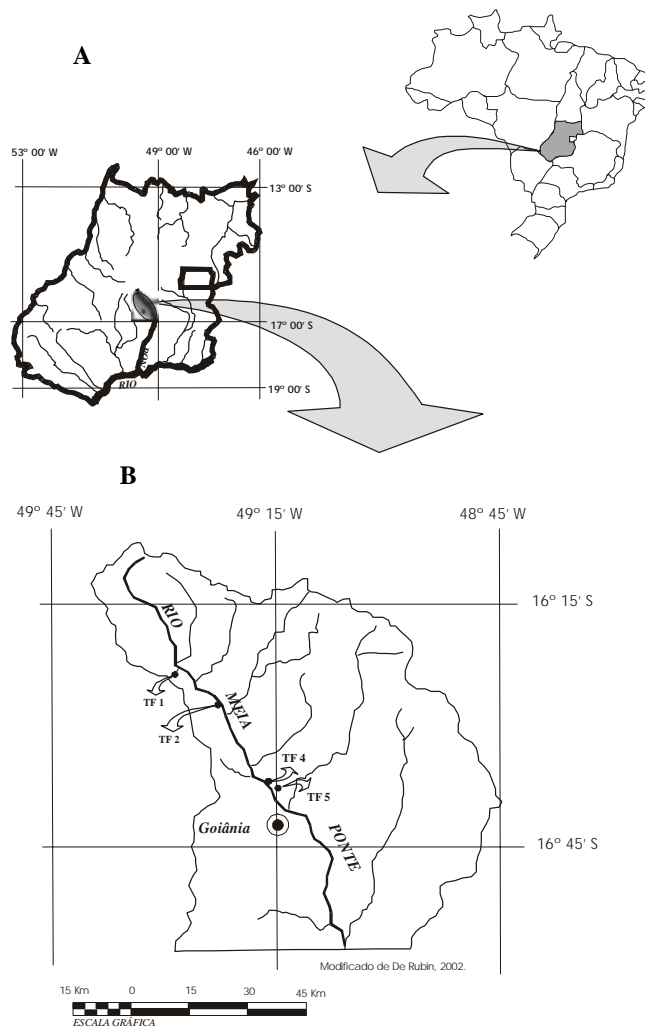 A
53° 00' W
49° 00' W
46° 00' W
13° 00' S
17° 00' S
19° 00' S
RIO
B
49° 45' W
49° 15' W
48° 45' W
16° 15' S
RIO
TF 1
MEIA
TF 2
TF 4
TF 5
Goiânia
PONTE
16° 45' S
Modificado de De Rubin, 2002.
15 Km 0 15 30 45 Km
ESCALA GRÁFICA